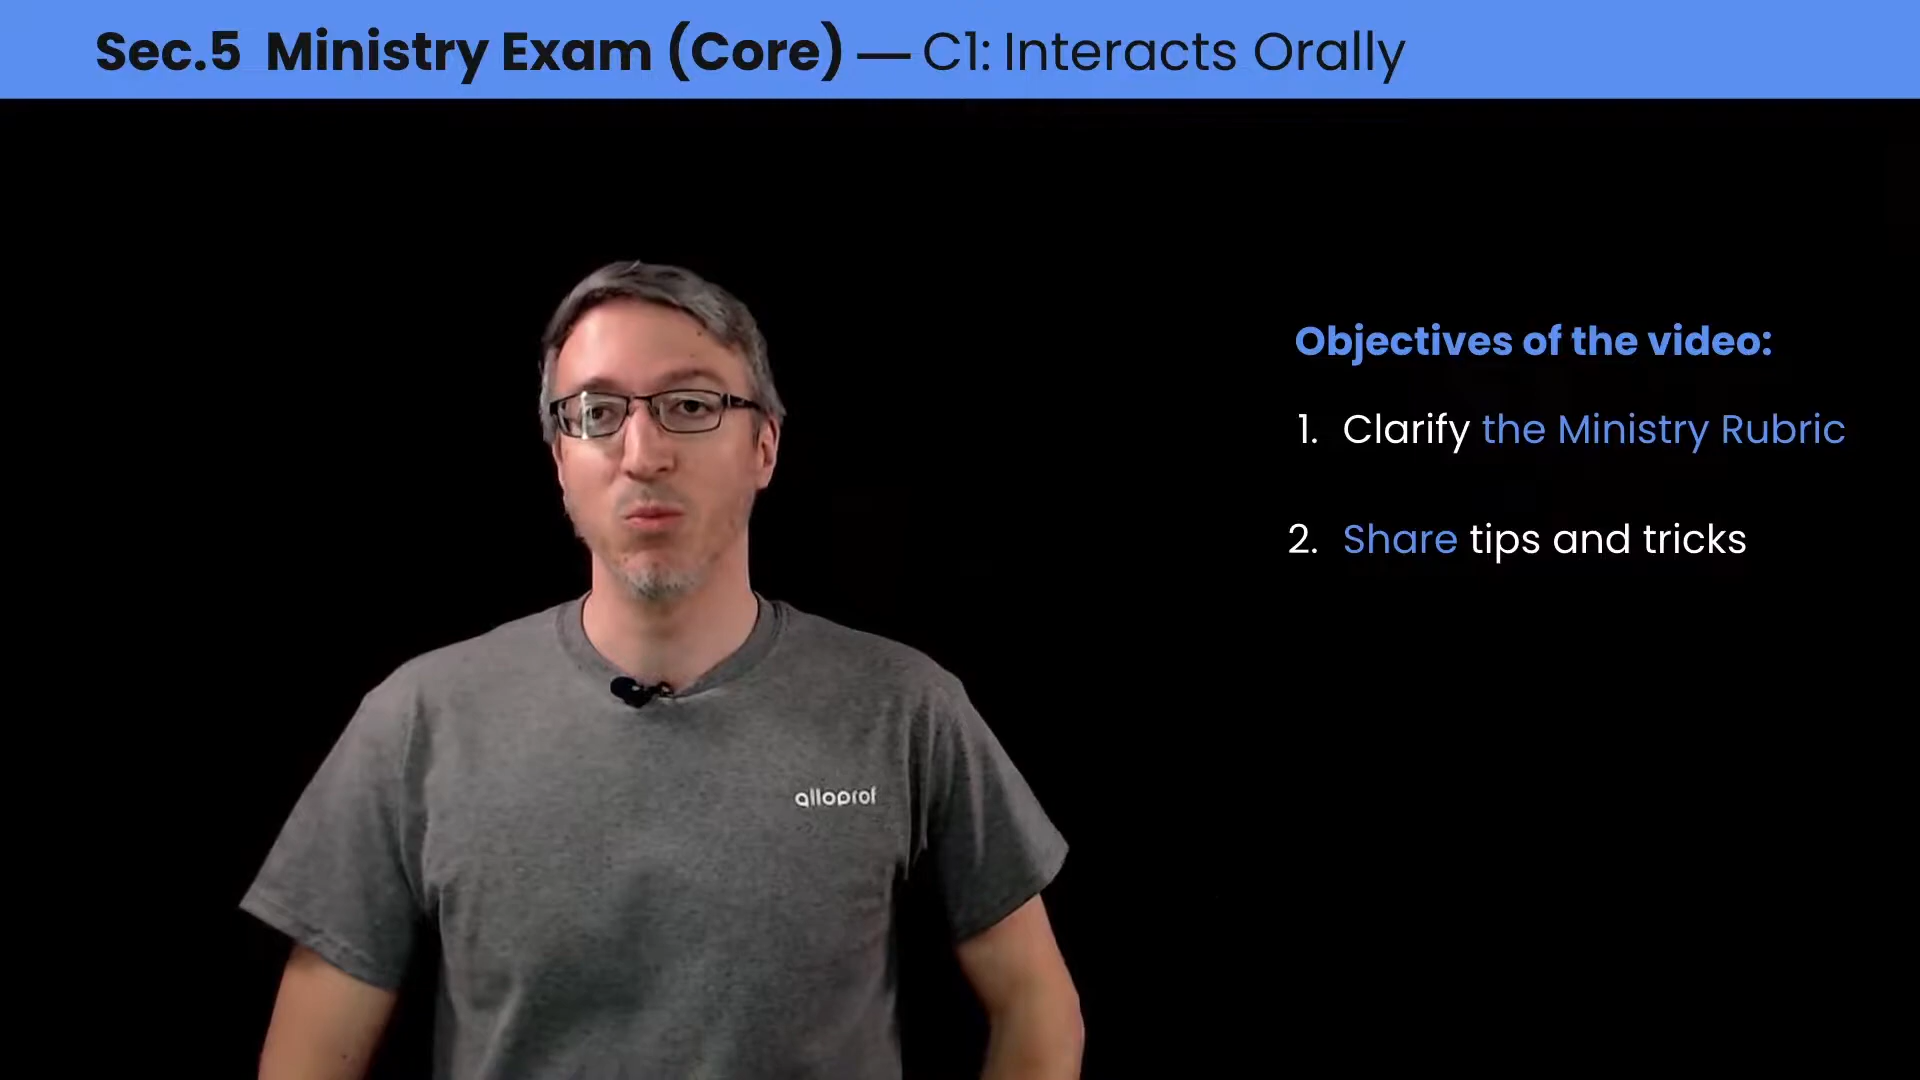 Sec.5 Ministry Exam (Core) — C1: Interacts Orally
Objectives of the video:
1. Clarify the Ministry Rubric
2. Share tips and tricks
alloprof